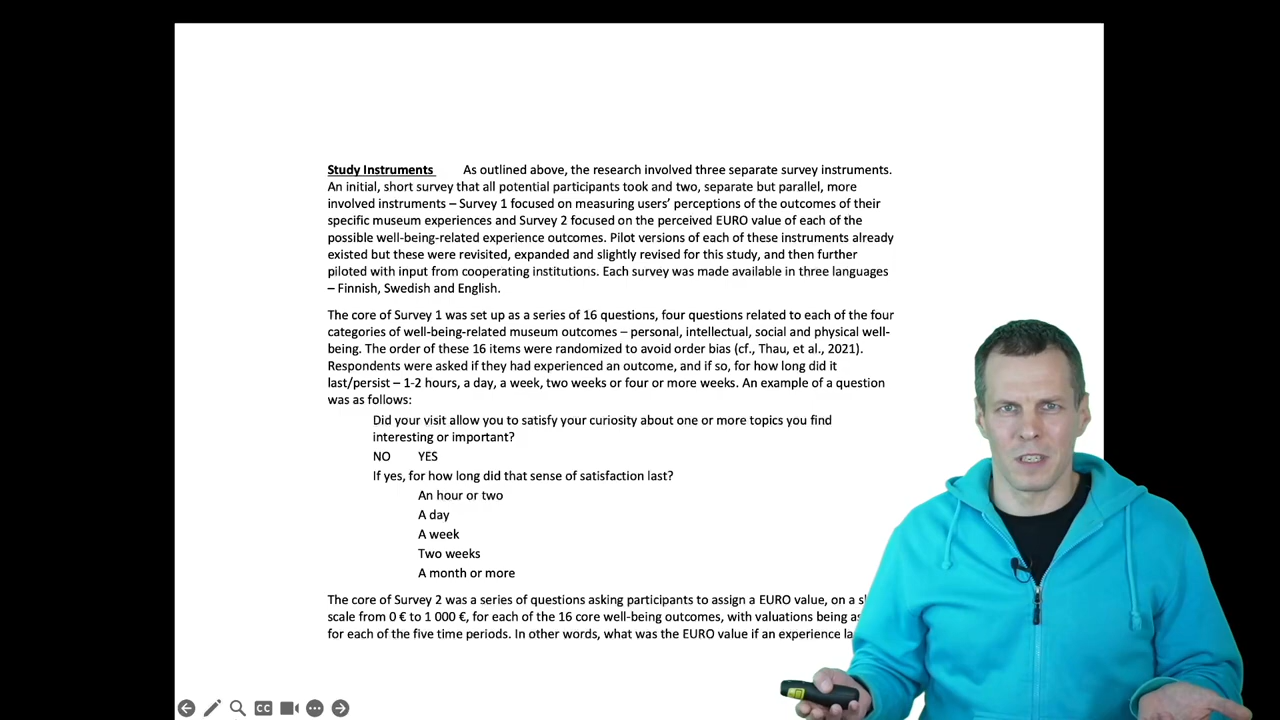 Study Instruments As outlined above, the research involved three separate survey instruments.
An initial, short survey that all potential participants took and two, separate but parallel, more
involved instruments – Survey 1 focused on measuring users' perceptions of the outcomes of their
specific museum experiences and Survey 2 focused on the perceived EURO value of each of the
possible well-being-related experience outcomes. Pilot versions of each of these instruments already
existed but these were revisited, expanded and slightly revised for this study, and then further
piloted with input from cooperating institutions. Each survey was made available in three languages
– Finnish, Swedish and English.
The core of Survey 1 was set up as a series of 16 questions, four questions related to each of the four
categories of well-being-related museum outcomes – personal, intellectual, social and physical well-
being. The order of these 16 items were randomized to avoid order bias (cf., Thau, et al., 2021).
Respondents were asked if they had experienced an outcome, and if so, for how long did it
last/persist – 1-2 hours, a day, a week, two weeks or four or more weeks. An example of a question
was as follows:
Did your visit allow you to satisfy your curiosity about one or more topics you find
interesting or important?
NO YES
If yes, for how long did that sense of satisfaction last?
An hour or two
A day
A week
Two weeks
A month or more
The core of Survey 2 was a series of questions asking participants to assign a EURO value, on a
scale from 0 € to 1 000 €, for each of the 16 core well-being outcomes, with valuations being
for each of the five time periods. In other words, what was the EURO value if an experience
CC